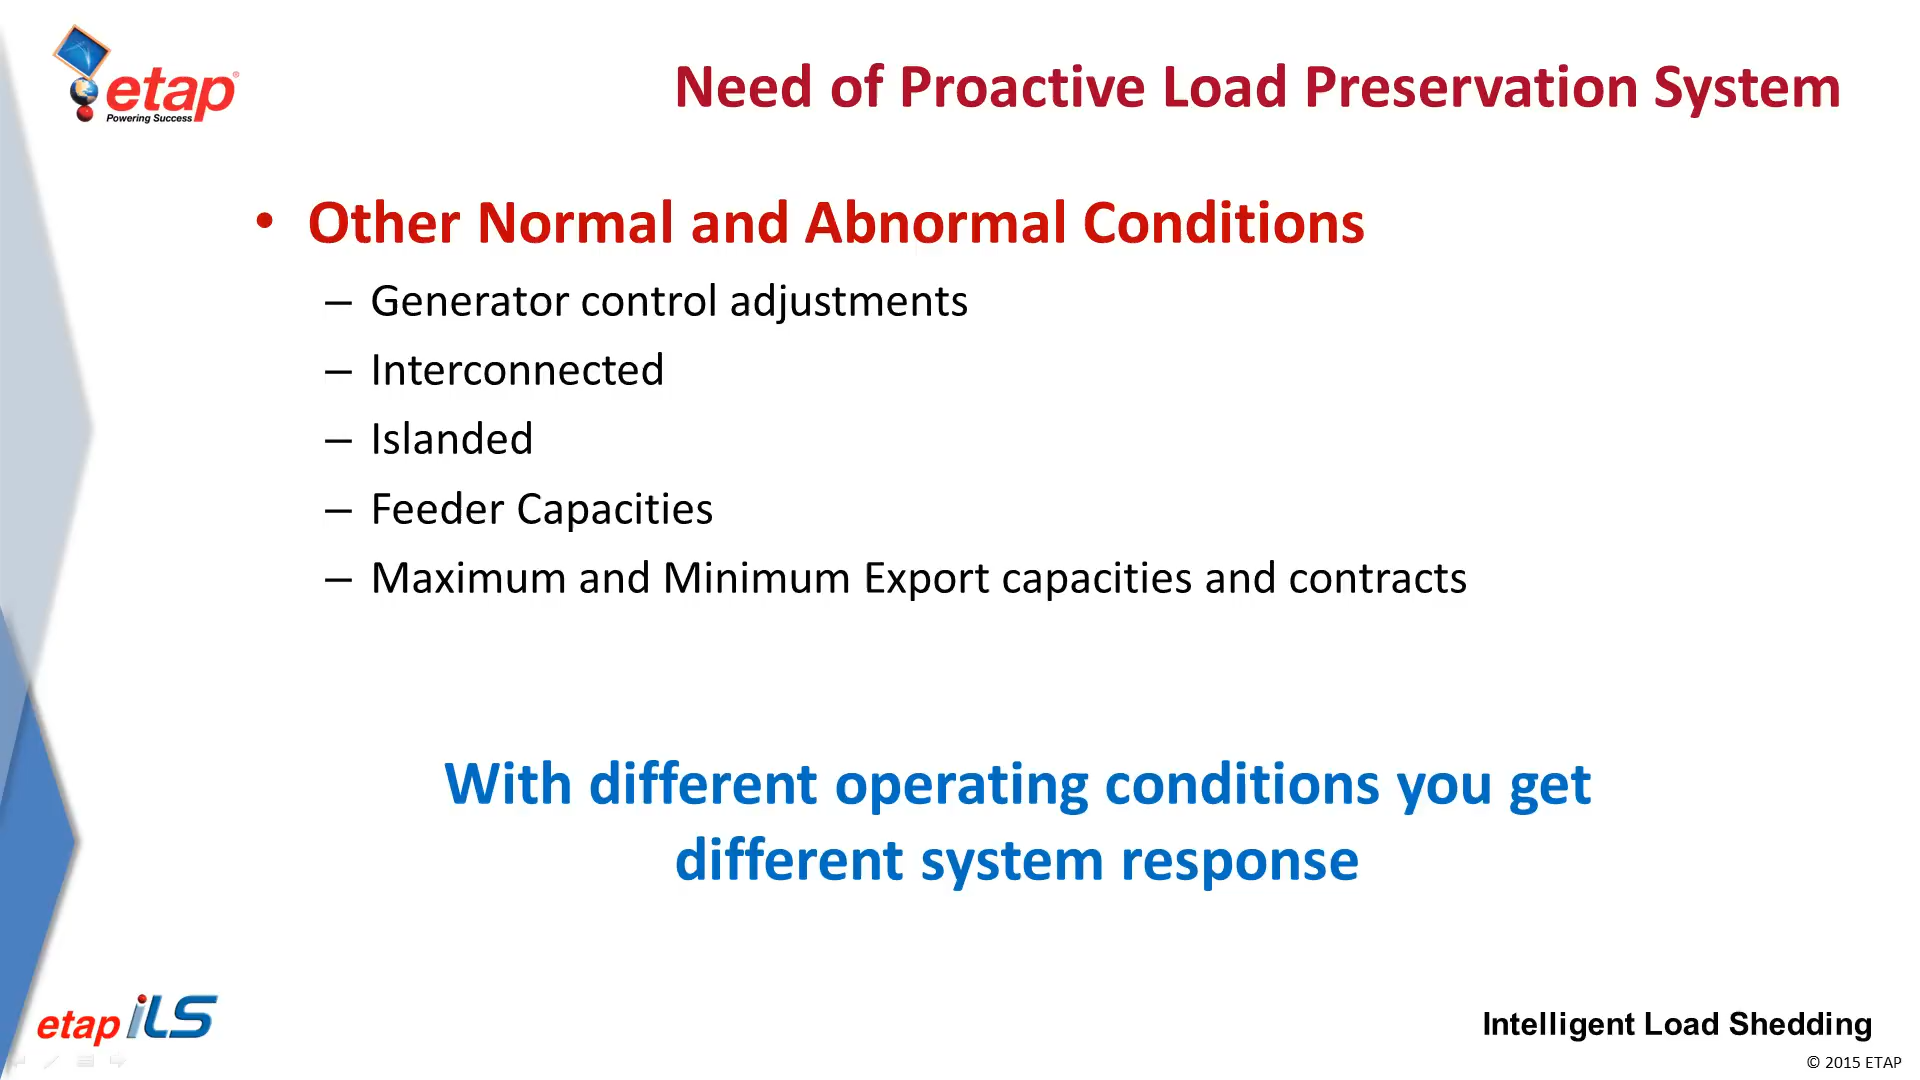 etap®
Powering Success
Need of Proactive Load Preservation System
• Other Normal and Abnormal Conditions
– Generator control adjustments
– Interconnected
– Islanded
– Feeder Capacities
– Maximum and Minimum Export capacities and contracts
With different operating conditions you get
different system response
etap iLS
Intelligent Load Shedding
© 2015 ETAP